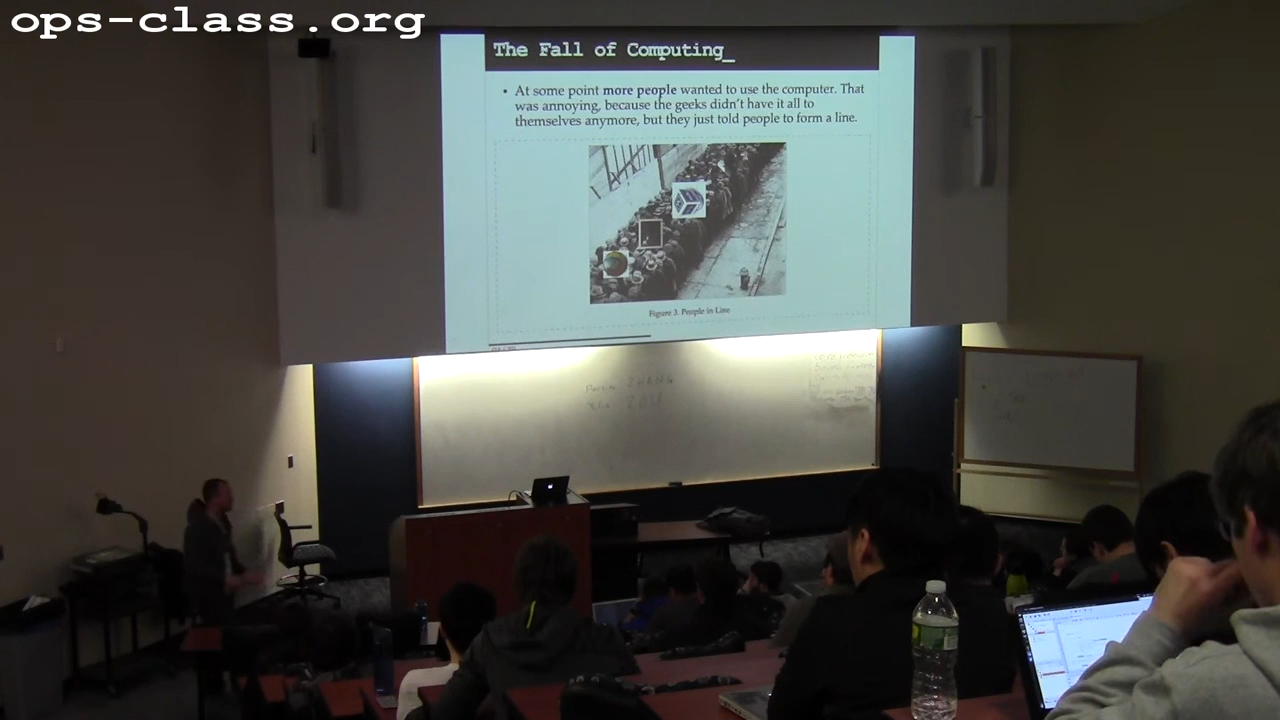 ops-class.org
The Fall of Computing_
• At some point more people wanted to use the computer. That
was annoying, because the geeks didn't have it all to
themselves anymore, but they just told people to form a line.
Figure 3. People in Line
ZHANG